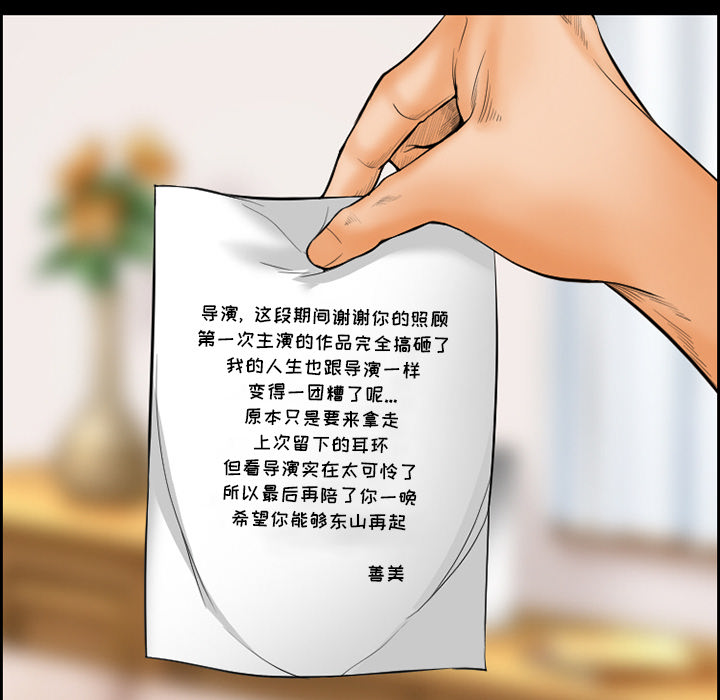 导演, 这段期间谢谢你的照顾
第一次主演的作品完全搞砸了
我的人生也跟导演一样
变得一团糟了呢...
原本只是要来拿走
上次留下的耳环
但看导演实在太可怜了
所以最后再陪了你一晚
希望你能够东山再起
善美